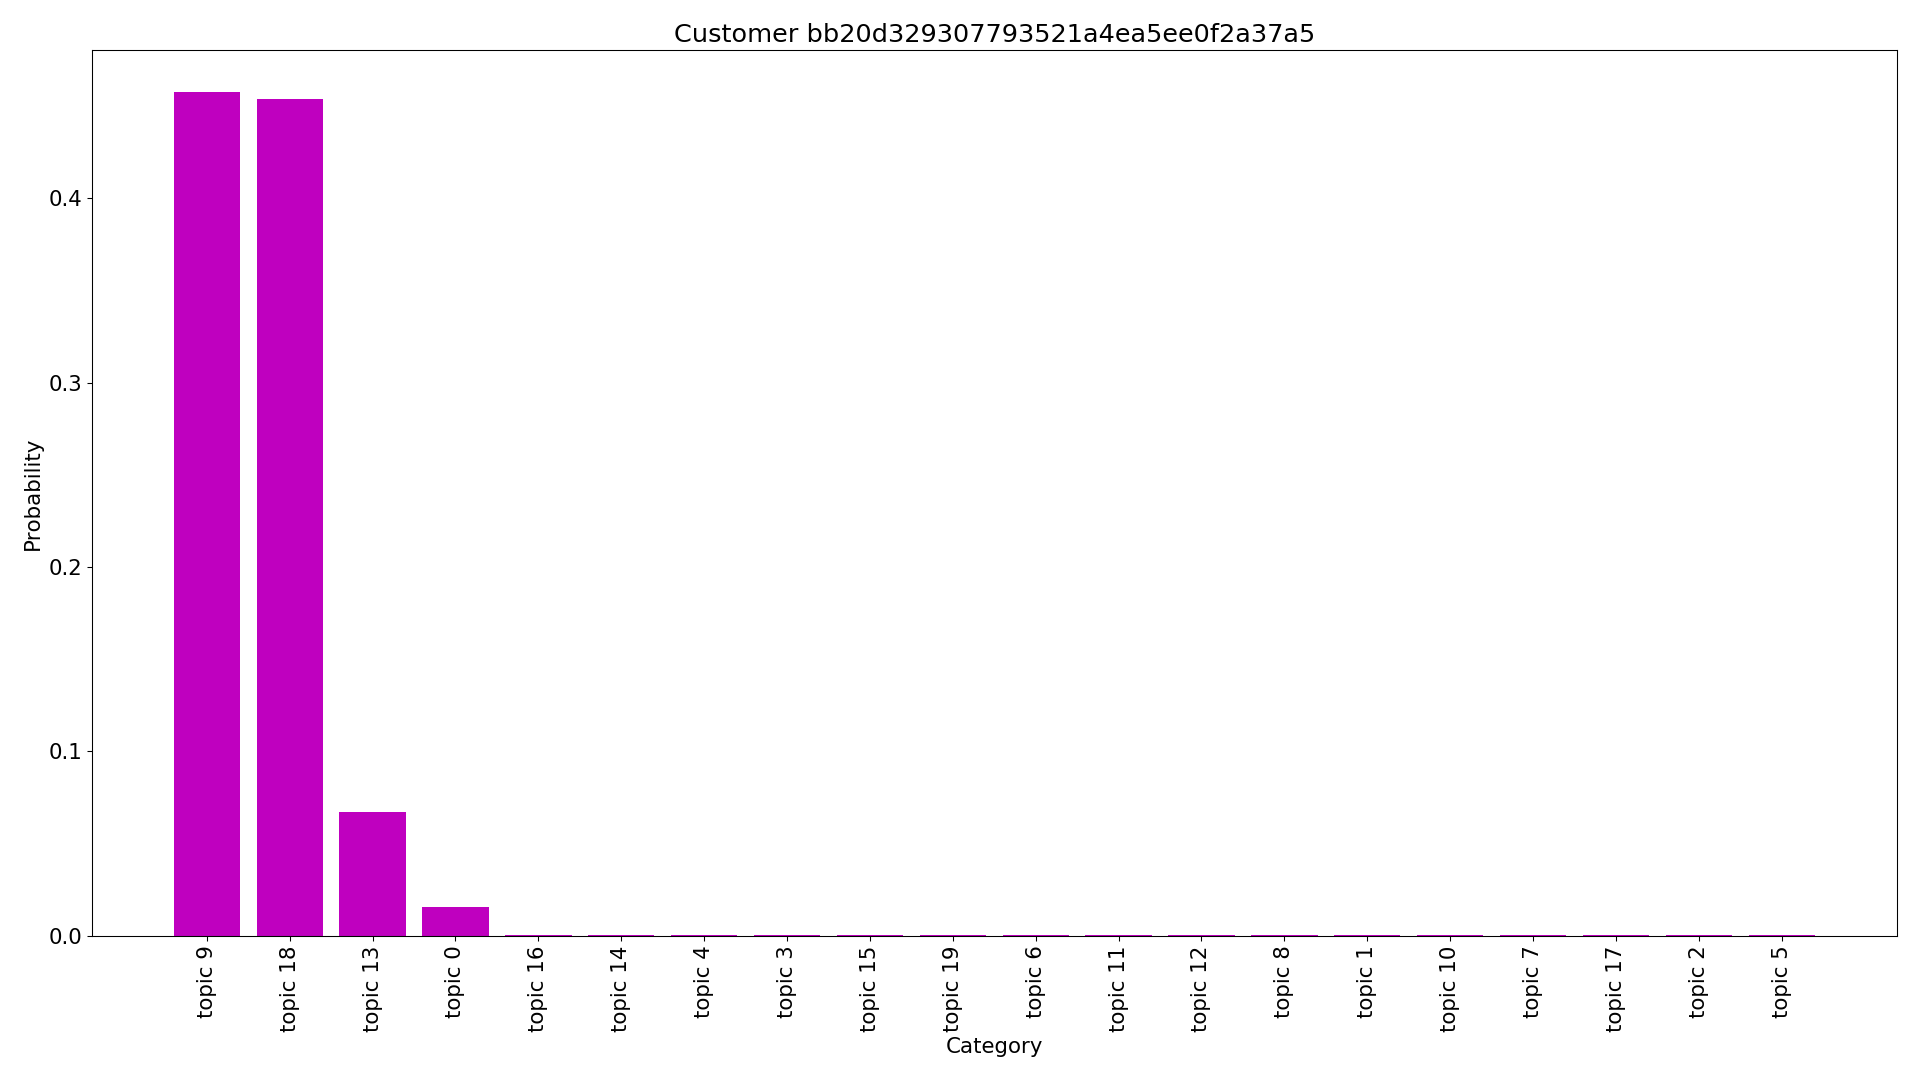 Customer bb20d329307793521a4ea5ee0f2a37a5
Probability
0.4
0.3
0.2
0.1
0.0
topic 9
topic 18
topic 13
topic 0
topic 16
topic 14
topic 4
topic 3
topic 15
topic 19
topic 6
topic 11
topic 12
topic 8
topic 1
topic 10
topic 7
topic 17
topic 2
topic 5
Category